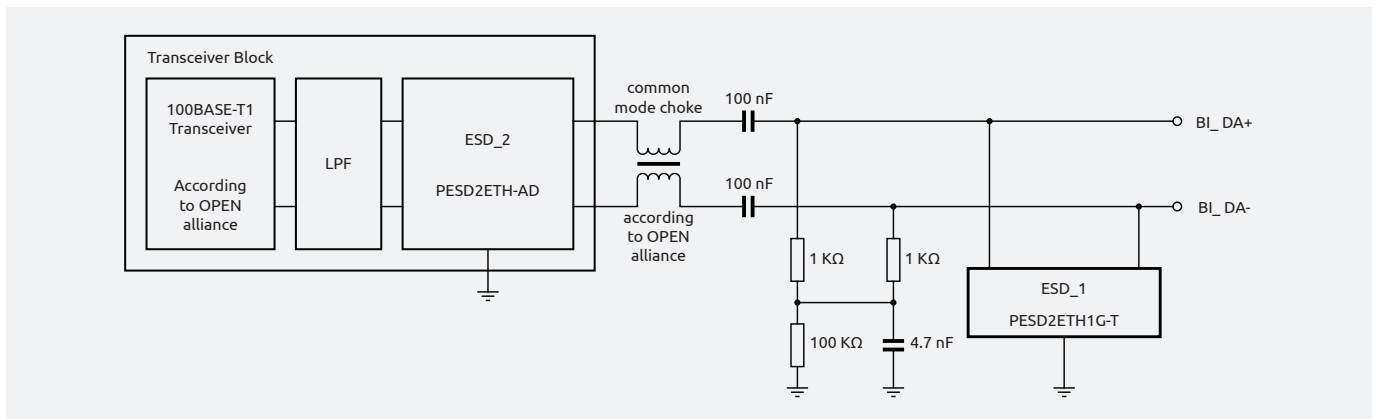 Transceiver Block
100BASE-T1
Transceiver
According
to OPEN
alliance
LPF
ESD_2
PESD2ETH-AD
common
mode choke
according
to OPEN
alliance
100 nF
100 nF
1 KΩ
1 KΩ
100 KΩ
4.7 nF
BI_ DA+
BI_ DA-
ESD_1
PESD2ETH1G-T